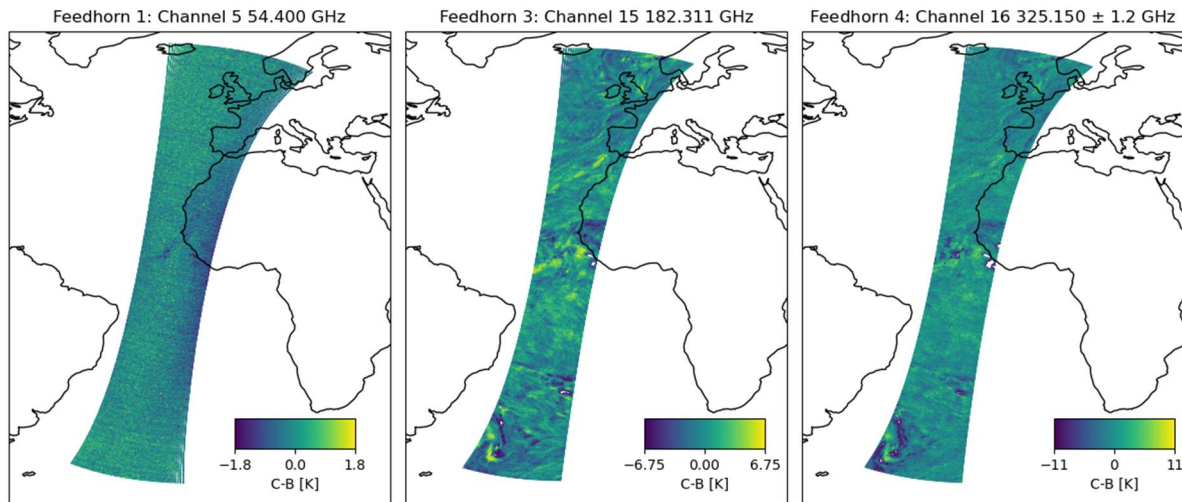 Feedhorn 1: Channel 5 54.400 GHz
Feedhorn 3: Channel 15 182.311 GHz
Feedhorn 4: Channel 16 325.150 ± 1.2 GHz
−1.8 0.0 1.8
C-B [K]
−6.75 0.00 6.75
C-B [K]
−11 0 11
C-B [K]